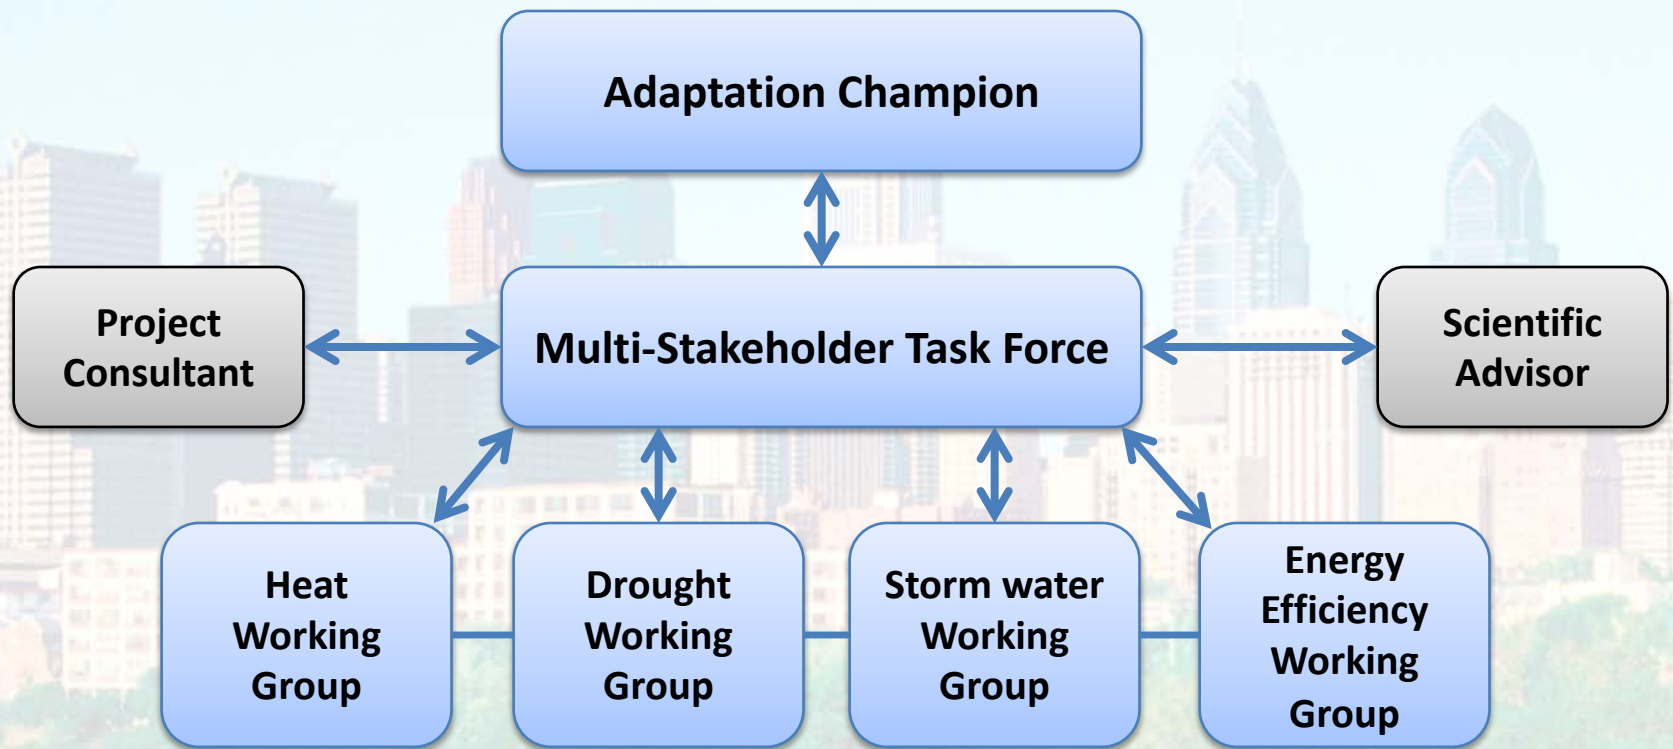 Adaptation Champion
Project
Consultant
Multi-Stakeholder Task Force
Scientific
Advisor
Heat
Working
Group
Drought
Working
Group
Storm water
Working
Group
Energy
Efficiency
Working
Group